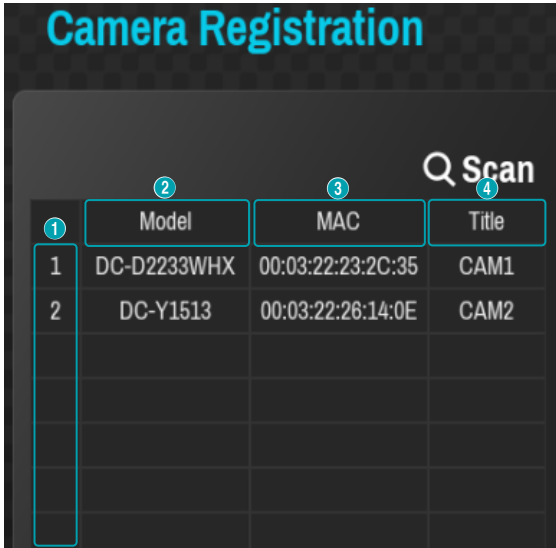 Camera Registration
Scan
1 2 3 4
Model MAC Title
1 DC-D2233WHX 00:03:22:23:2C:35 CAM1
2 DC-Y1513 00:03:22:26:14:0E CAM2